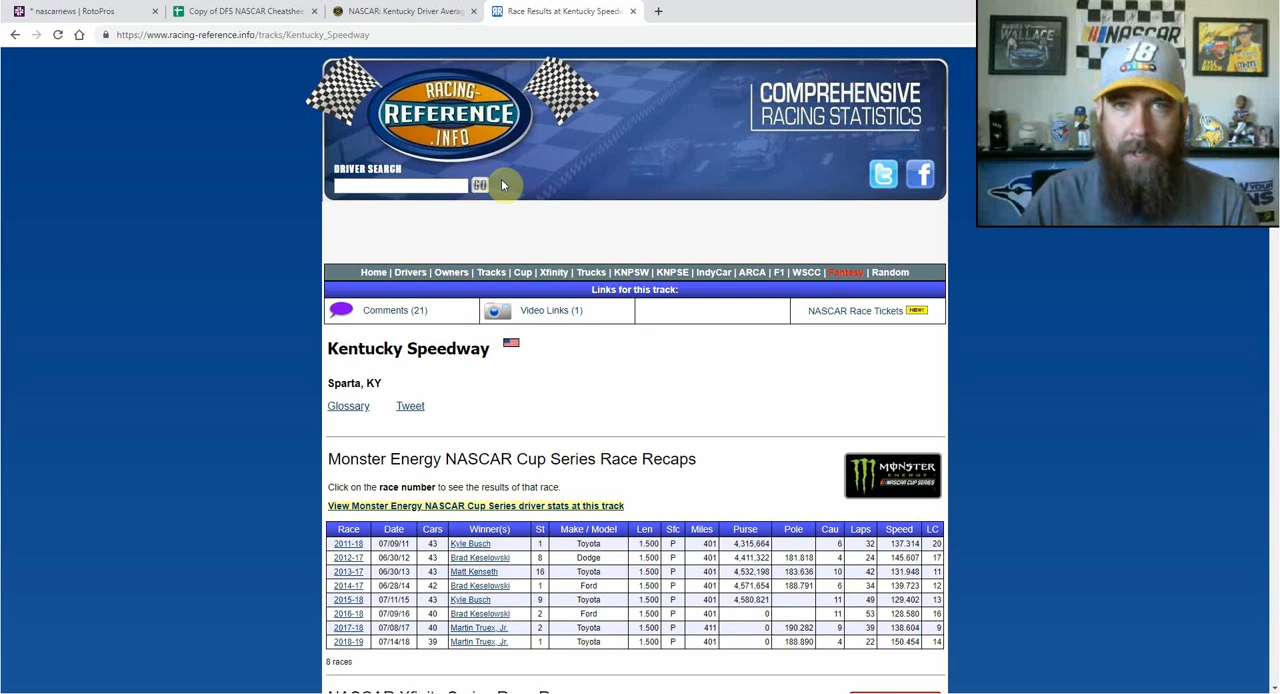 * nascarnews | RotoPros
Copy of DFS NASCAR Cheatshee
NASCAR: Kentucky Driver Averag
Race Results at Kentucky Speedw
https://www.racing-reference.info/tracks/Kentucky_Speedway
WALLACE
NASCAR
18
RACING-
REFERENCE
.INFO
COMPREHENSIVE
RACING STATISTICS
DRIVER SEARCH
GO
Home | Drivers | Owners | Tracks | Cup | Xfinity | Trucks | KNPSW | KNPSE | IndyCar | ARCA | F1 | WSCC | Fantasy | Random
Links for this track:
Comments (21) Video Links (1) NASCAR Race Tickets NEW!
Kentucky Speedway
Sparta, KY
Glossary Tweet
Monster Energy NASCAR Cup Series Race Recaps
Click on the race number to see the results of that race.
View Monster Energy NASCAR Cup Series driver stats at this track
MONSTER
ENERGY NASCAR CUP SERIES
Race Date Cars Winner(s) St Make / Model Len Sfc Miles Purse Pole Cau Laps Speed LC
2011-18 07/09/11 43 Kyle Busch 1 Toyota 1.500 P 401 4,315,664 6 32 137.314 20
2012-17 06/30/12 43 Brad Keselowski 8 Dodge 1.500 P 401 4,411,322 181.818 4 24 145.607 17
2013-17 06/30/13 43 Matt Kenseth 16 Toyota 1.500 P 401 4,532,198 183.636 10 42 131.948 11
2014-17 06/28/14 42 Brad Keselowski 1 Ford 1.500 P 401 4,571,654 188.791 6 34 139.723 12
2015-18 07/11/15 43 Kyle Busch 9 Toyota 1.500 P 401 4,580,821 11 49 129.402 13
2016-18 07/09/16 40 Brad Keselowski 2 Ford 1.500 P 401 0 11 53 128.580 16
2017-18 07/08/17 40 Martin Truex, Jr. 2 Toyota 1.500 P 411 0 190.282 9 39 138.604 9
2018-19 07/14/18 39 Martin Truex, Jr. 1 Toyota 1.500 P 401 0 188.890 4 22 150.454 14
8 races